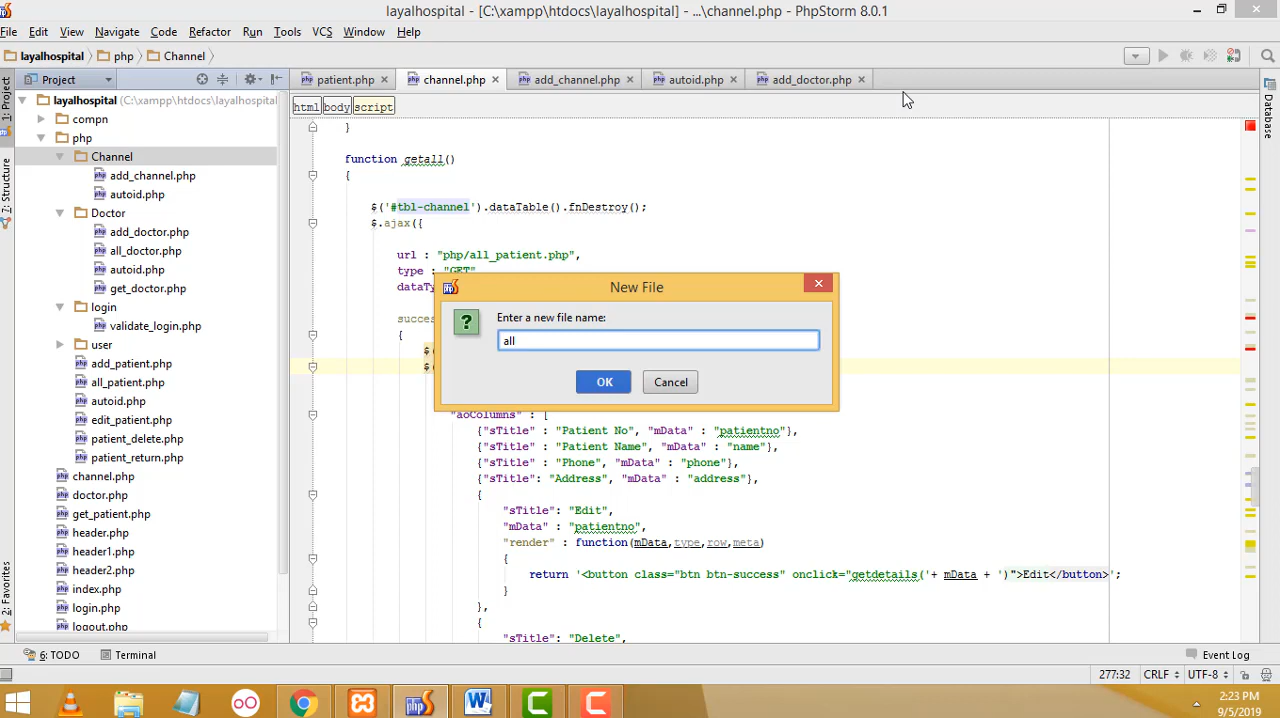 layalhospital - [C:\xampp\htdocs\layalhospital] - ...\channel.php - PhpStorm 8.0.1
File Edit View Navigate Code Refactor Run Tools VCS Window Help
layalhospital php Channel
Project
patient.php channel.php add_channel.php autoid.php add_doctor.php
html body script
1: Project
7: Structure
2: Favorites
Database
layalhospital (C:\xampp\htdocs\layalhospital
compn
php
Channel
add_channel.php
autoid.php
Doctor
add_doctor.php
all_doctor.php
autoid.php
get_doctor.php
login
validate_login.php
user
add_patient.php
all_patient.php
autoid.php
edit_patient.php
patient_delete.php
patient_return.php
channel.php
doctor.php
get_patient.php
header.php
header1.php
header2.php
index.php
login.php
logout.php
}
function getall()
{
$('#tbl-channel').dataTable().fnDestroy();
$.ajax({
url : "php/all_patient.php",
type : "GET"
dataTy
succes
{
$(
$(
"aoColumns" : [
{"sTitle" : "Patient No", "mData" : "patientno"},
{"sTitle" : "Patient Name", "mData" : "name"},
{"sTitle" : "Phone", "mData" : "phone"},
{"sTitle": "Address", "mData" : "address"},
{
"sTitle": "Edit",
"mData" : "patientno",
"render" : function(mData,type,row,meta)
{
return '<button class="btn btn-success" onclick="getdetails('+ mData + ')">Edit</button>';
}
},
{
"sTitle": "Delete",
New File
Enter a new file name:
all
OK Cancel
6: TODO Terminal Event Log
277:32 CRLF UTF-8
2:23 PM
9/5/2019